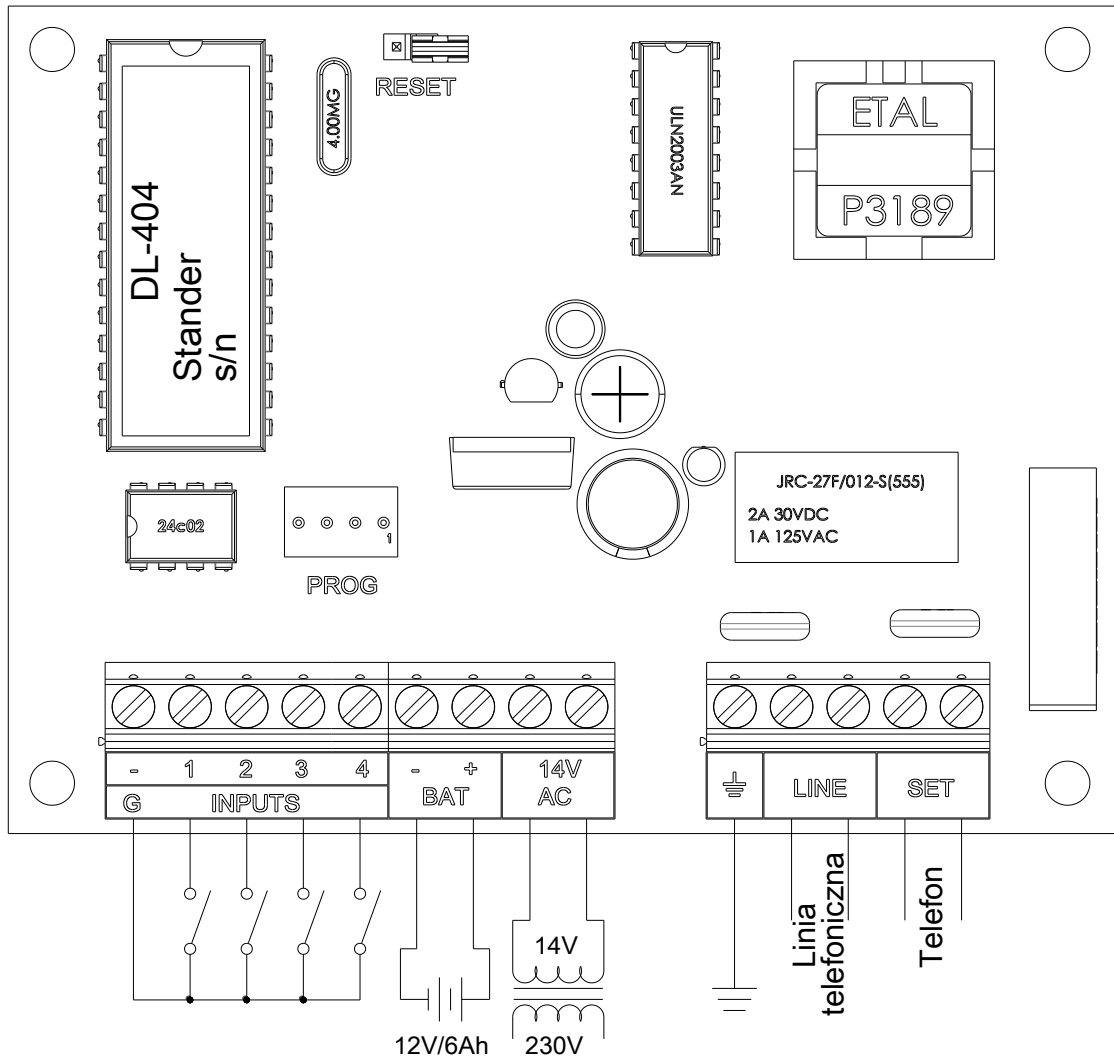 RESET
4.00MG
ULN2003AN
ETAL
P3189
DL-404
Stander
s/n
24c02
1
PROG
JRC-27F/012-S(555)
2A 30VDC
1A 125VAC
- 1 2 3 4 - + 14V
G INPUTS BAT AC
LINE SET
Linia
telefoniczna
Telefon
14V
12V/6Ah
230V